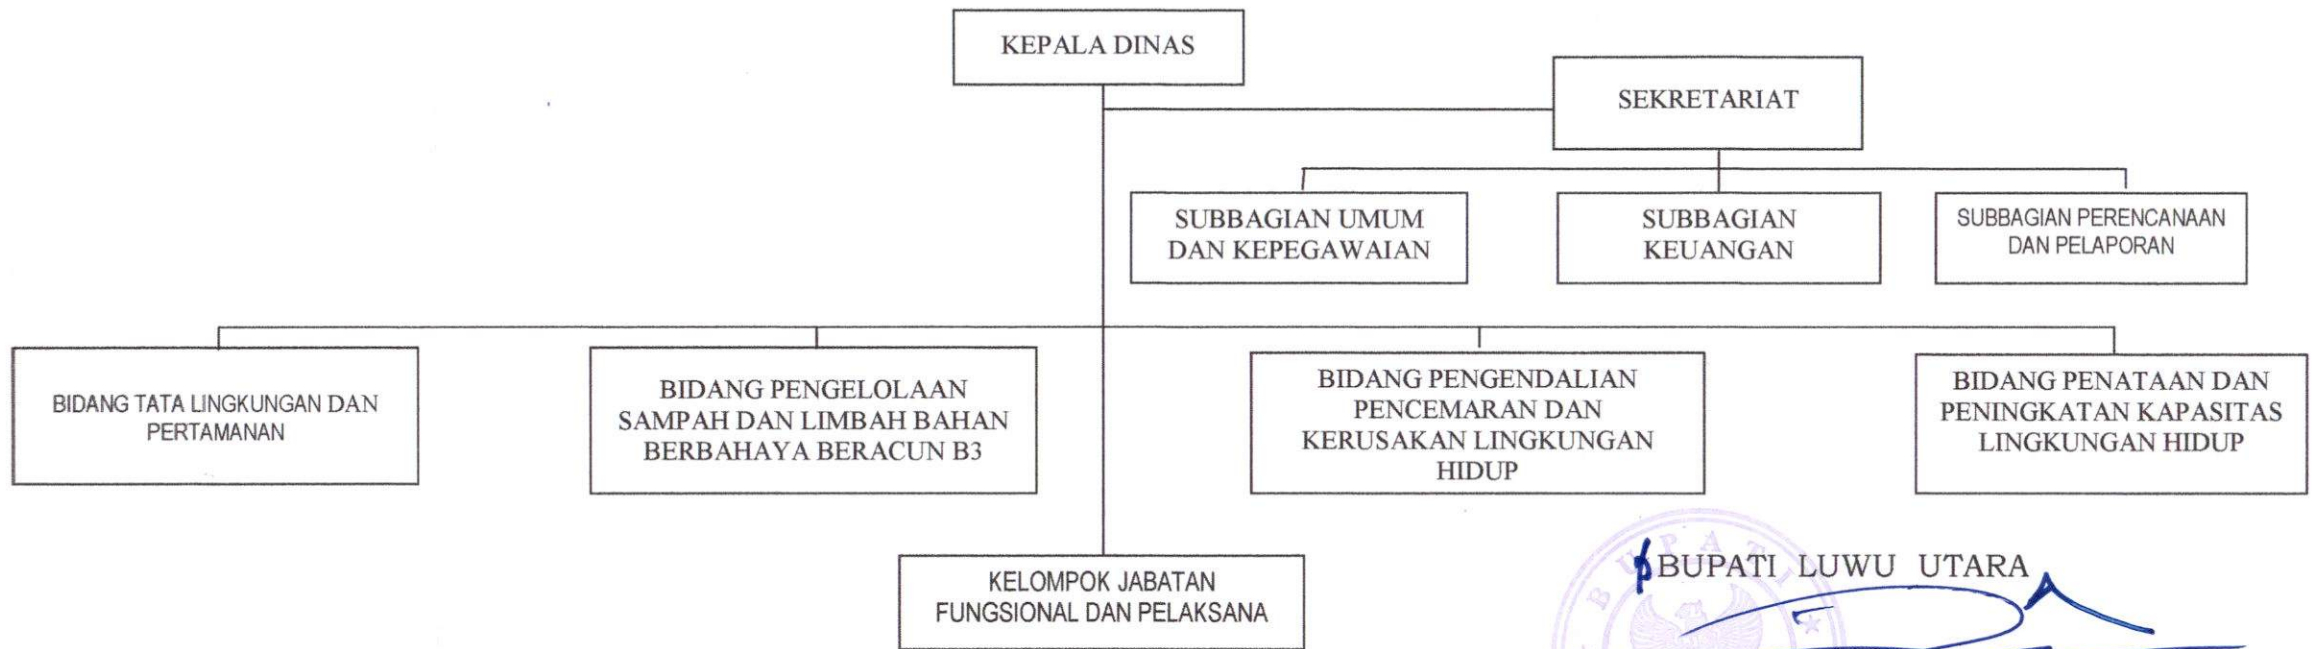 KEPALA DINAS
SEKRETARIAT
SUBBAGIAN UMUM
DAN KEPEGAWAIAN
SUBBAGIAN
KEUANGAN
SUBBAGIAN PERENCANAAN
DAN PELAPORAN
BIDANG TATA LINGKUNGAN DAN
PERTAMANAN
BIDANG PENGELOLAAN
SAMPAH DAN LIMBAH BAHAN
BERBAHAYA BERACUN B3
BIDANG PENGENDALIAN
PENCEMARAN DAN
KERUSAKAN LINGKUNGAN
HIDUP
BIDANG PENATAAN DAN
PENINGKATAN KAPASITAS
LINGKUNGAN HIDUP
KELOMPOK JABATAN
FUNGSIONAL DAN PELAKSANA
BUPATI LUWU UTARA
BUPATI